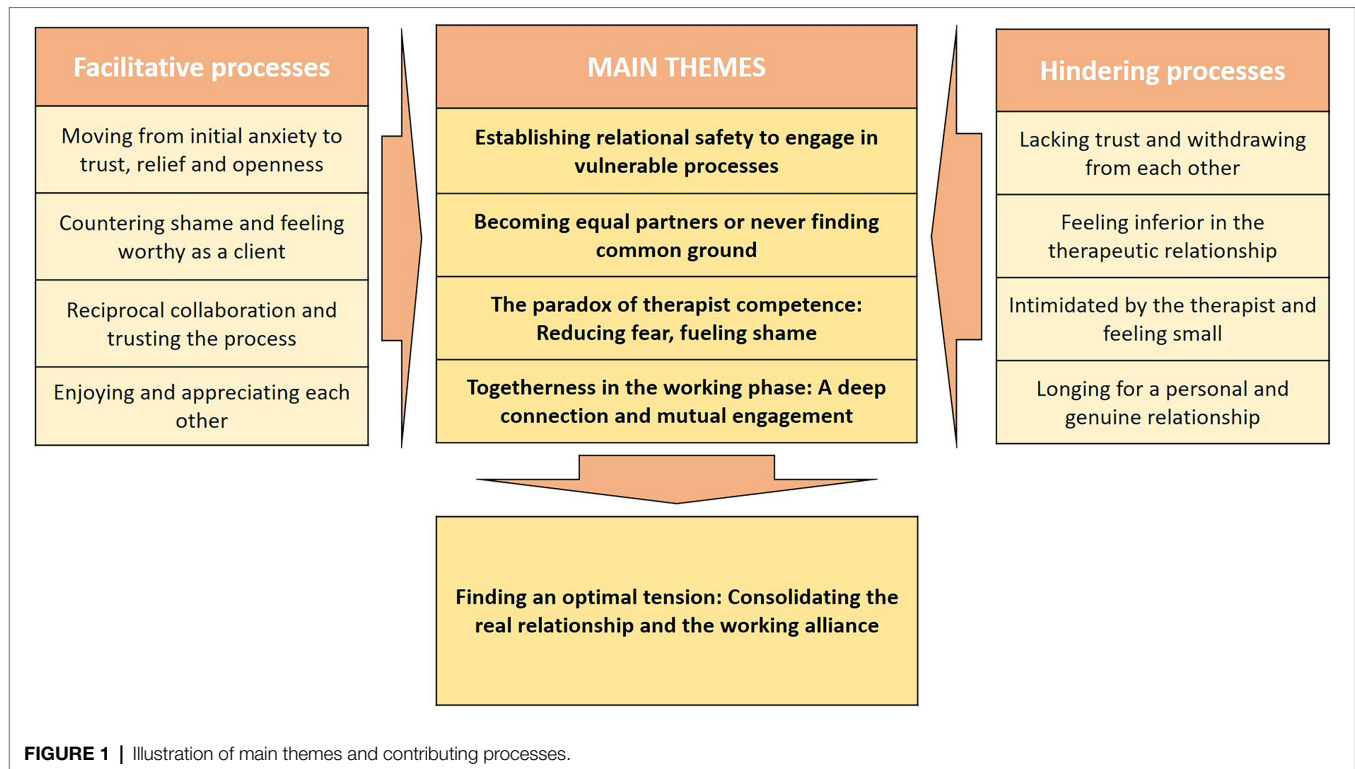 Facilitative processes
Moving from initial anxiety to
trust, relief and openness
Countering shame and feeling
worthy as a client
Reciprocal collaboration and
trusting the process
Enjoying and appreciating each
other
MAIN THEMES
Establishing relational safety to engage in
vulnerable processes
Becoming equal partners or never finding
common ground
The paradox of therapist competence:
Reducing fear, fueling shame
Togetherness in the working phase: A deep
connection and mutual engagement
Hindering processes
Lacking trust and withdrawing
from each other
Feeling inferior in the
therapeutic relationship
Intimidated by the therapist and
feeling small
Longing for a personal and
genuine relationship
Finding an optimal tension: Consolidating the
real relationship and the working alliance
FIGURE 1 | Illustration of main themes and contributing processes.